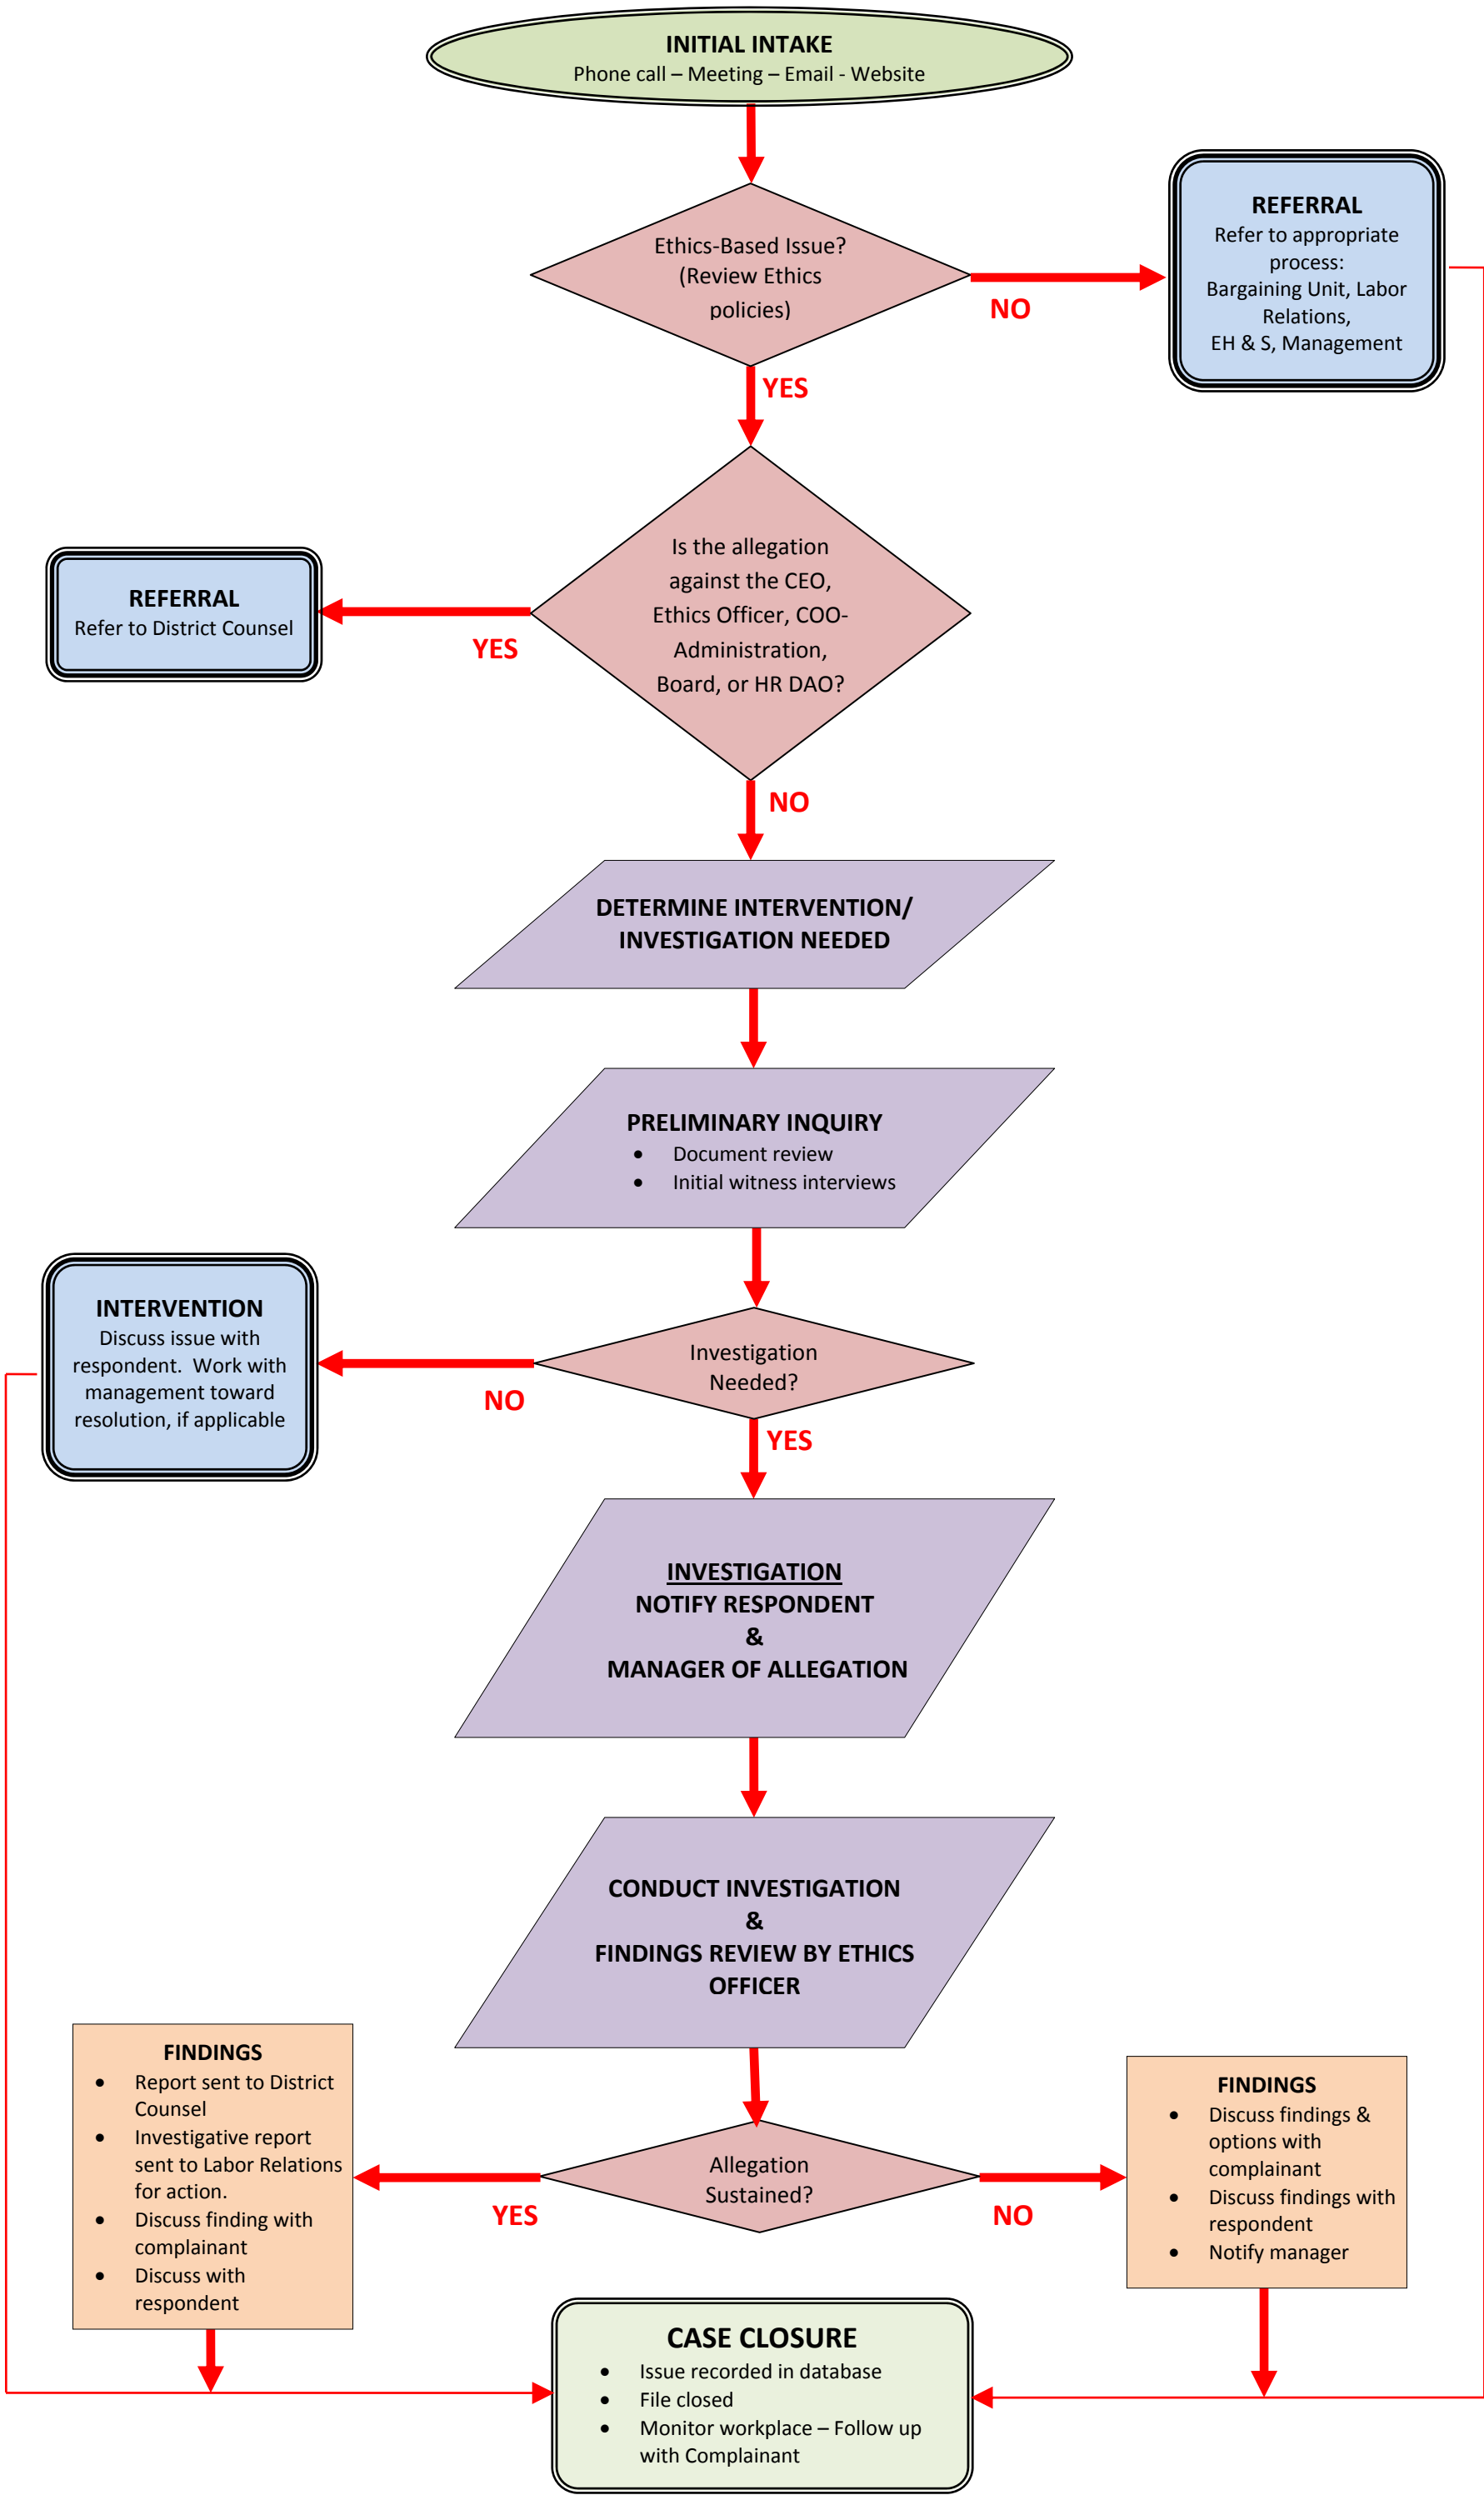 INITIAL INTAKE
Phone call – Meeting – Email - Website
Ethics-Based Issue?
(Review Ethics
policies)
NO
REFERRAL
Refer to appropriate
process:
Bargaining Unit, Labor
Relations,
EH & S, Management
YES
Is the allegation
against the CEO,
Ethics Officer, COO-
Administration,
Board, or HR DAO?
YES
REFERRAL
Refer to District Counsel
NO
DETERMINE INTERVENTION/
INVESTIGATION NEEDED
PRELIMINARY INQUIRY
• Document review
• Initial witness interviews
Investigation
Needed?
NO
INTERVENTION
Discuss issue with
respondent. Work with
management toward
resolution, if applicable
YES
INVESTIGATION
NOTIFY RESPONDENT
&
MANAGER OF ALLEGATION
CONDUCT INVESTIGATION
&
FINDINGS REVIEW BY ETHICS
OFFICER
Allegation
Sustained?
YES
FINDINGS
• Report sent to District
Counsel
• Investigative report
sent to Labor Relations
for action.
• Discuss finding with
complainant
• Discuss with
respondent
NO
FINDINGS
• Discuss findings &
options with
complainant
• Discuss findings with
respondent
• Notify manager
CASE CLOSURE
• Issue recorded in database
• File closed
• Monitor workplace – Follow up
with Complainant